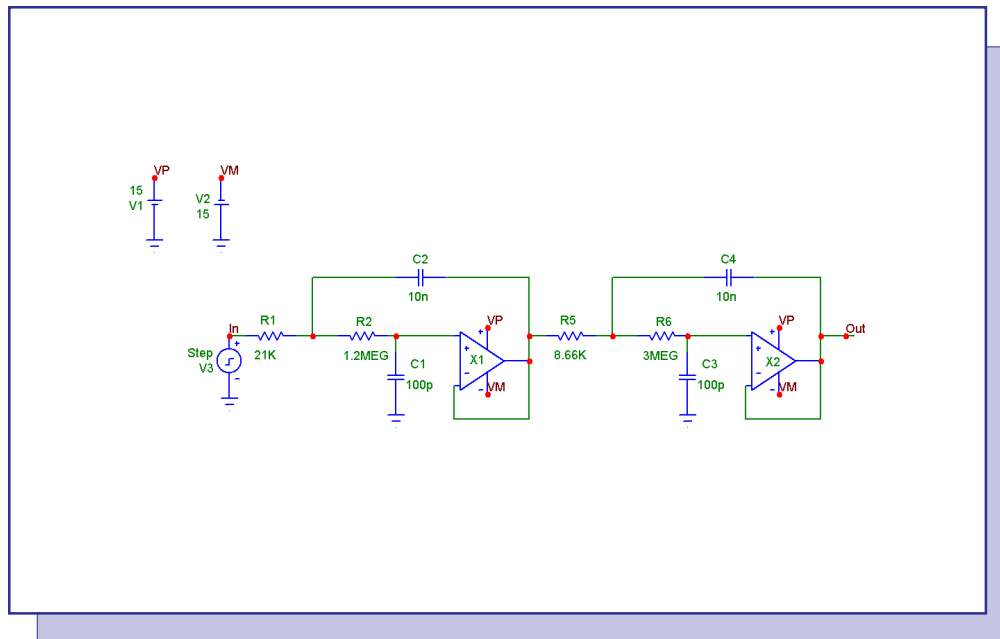 VP
VM
15
V1
V2
15
C2
10n
C4
10n
In
R1
21K
R2
1.2MEG
VP
X1
VM
C1
100p
R5
8.66K
R6
3MEG
VP
X2
VM
C3
100p
Out
Step
V3